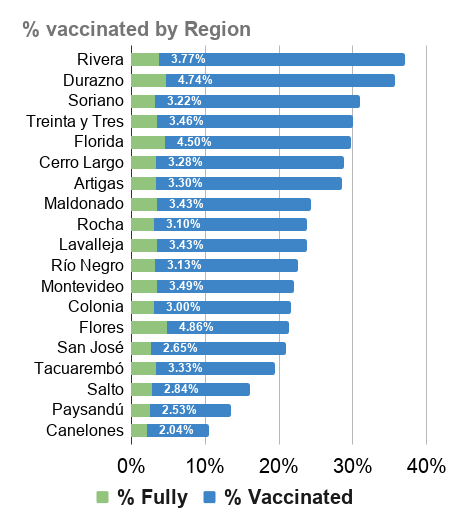 % vaccinated by Region
Rivera 3.77%
Durazno 4.74%
Soriano 3.22%
Treinta y Tres 3.46%
Florida 4.50%
Cerro Largo 3.28%
Artigas 3.30%
Maldonado 3.43%
Rocha 3.10%
Lavalleja 3.43%
Río Negro 3.13%
Montevideo 3.49%
Colonia 3.00%
Flores 4.86%
San José 2.65%
Tacuarembó 3.33%
Salto 2.84%
Paysandú 2.53%
Canelones 2.04%
0% 10% 20% 30% 40%
% Fully % Vaccinated